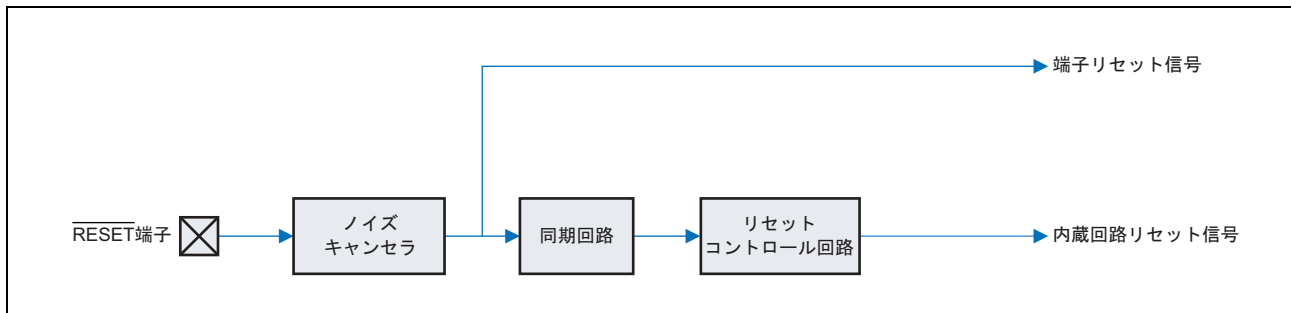 端子リセット信号
RESET端子
ノイズ
キャンセラ
同期回路
リセット
コントロール回路
内蔵回路リセット信号